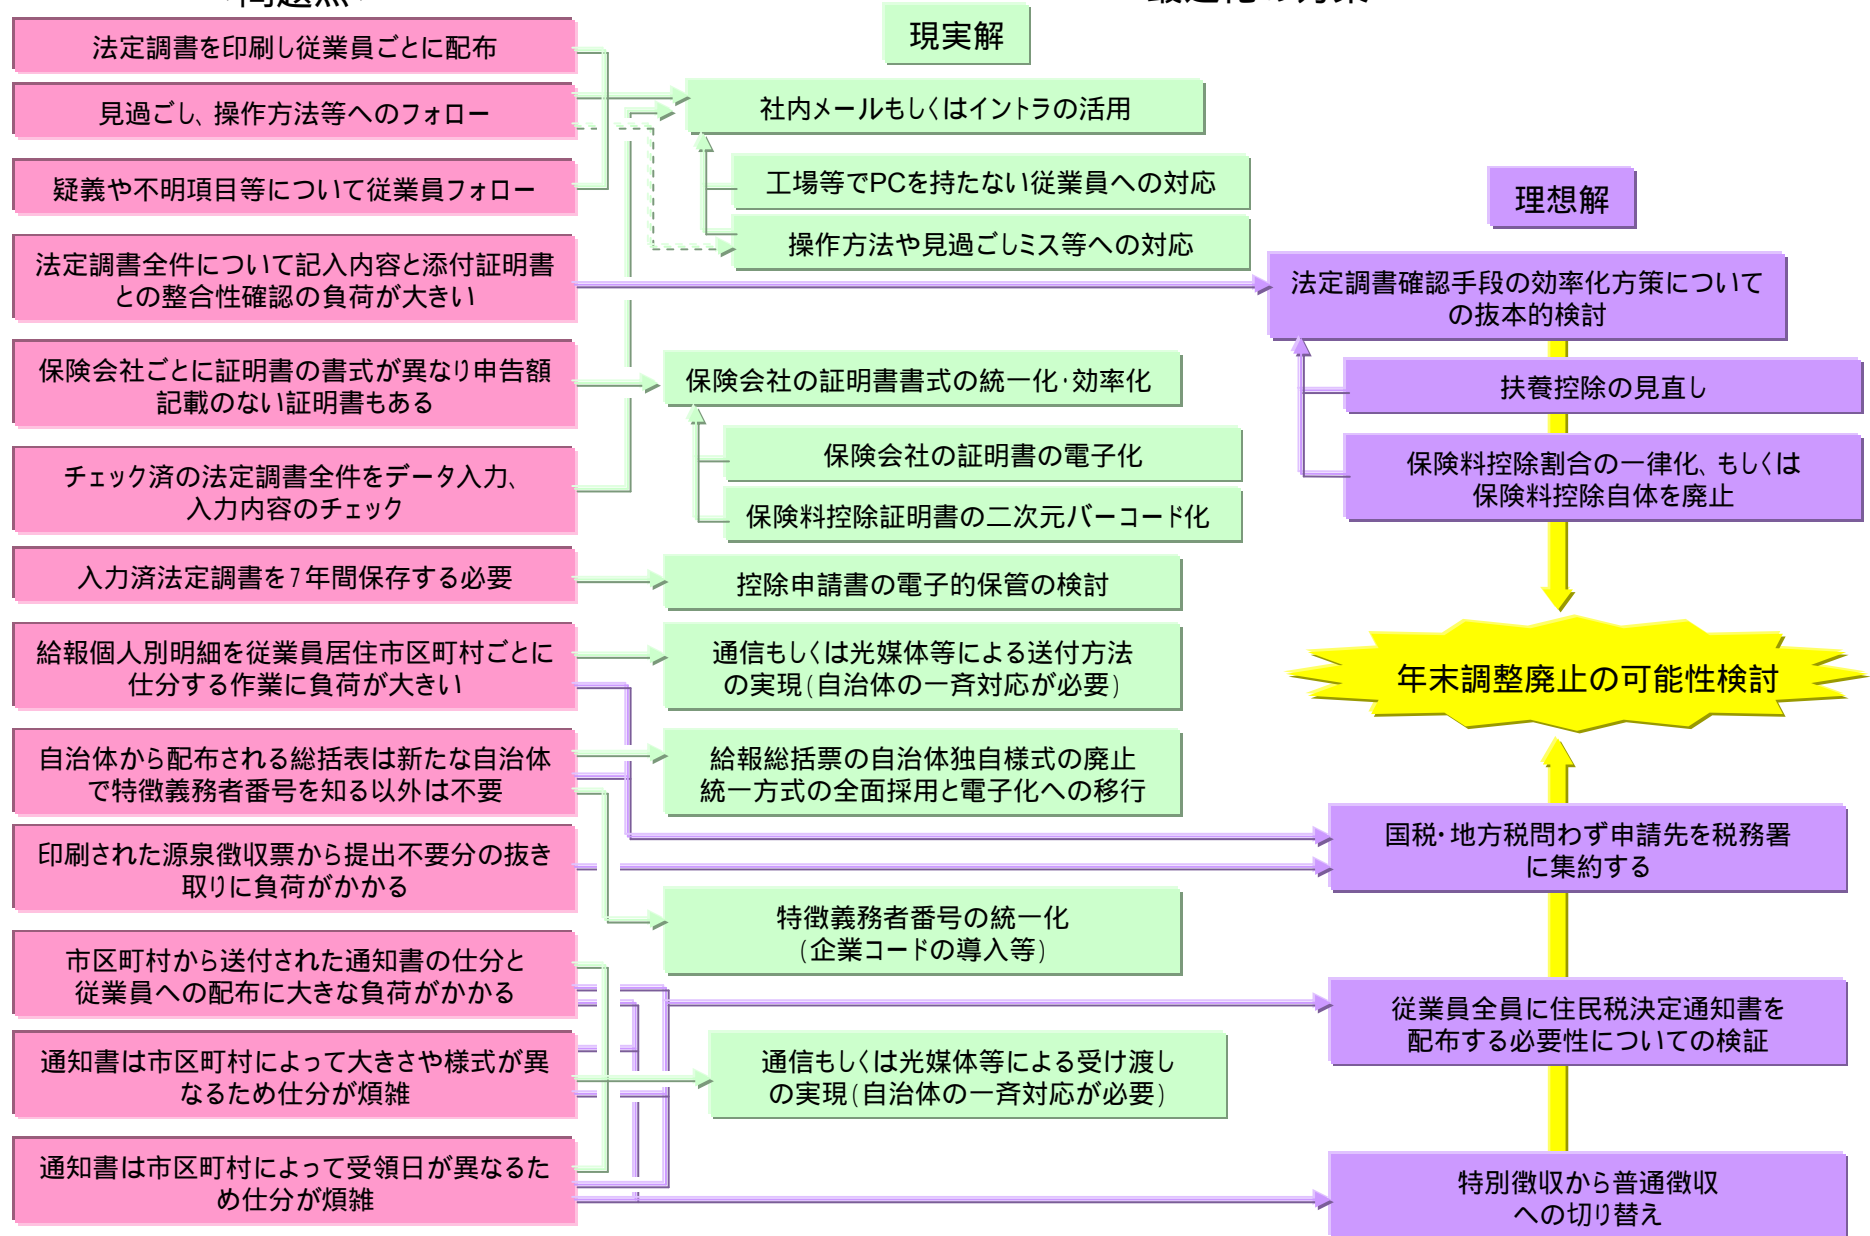 問題点
最適化の方策
現実解
法定調書を印刷し従業員ごとに配布
見過ごし、操作方法等へのフォロー
疑義や不明項目等について従業員フォロー
法定調書全件について記入内容と添付証明書
との整合性確認の負荷が大きい
保険会社ごとに証明書の書式が異なり申告額
記載のない証明書もある
チェック済の法定調書全件をデータ入力、
入力内容のチェック
入力済法定調書を7年間保存する必要
給報個人別明細を従業員居住市区町村ごとに
仕分する作業に負荷が大きい
自治体から配布される総括表は新たな自治体
で特徴義務者番号を知る以外は不要
印刷された源泉徴収票から提出不要分の抜き
取りに負荷がかかる
市区町村から送付された通知書の仕分と
従業員への配布に大きな負荷がかかる
通知書は市区町村によって大きさや様式が異
なるため仕分が煩雑
通知書は市区町村によって受領日が異なるた
め仕分が煩雑
社内メールもしくはイントラの活用
工場等でPCを持たない従業員への対応
操作方法や見過ごしミス等への対応
保険会社の証明書書式の統一化・効率化
保険会社の証明書の電子化
保険料控除証明書の二次元バーコード化
控除申請書の電子的保管の検討
通信もしくは光媒体等による送付方法
の実現(自治体の一斉対応が必要)
給報総括票の自治体独自様式の廃止
統一方式の全面採用と電子化への移行
特徴義務者番号の統一化
(企業コードの導入等)
通信もしくは光媒体等による受け渡し
の実現(自治体の一斉対応が必要)
理想解
法定調書確認手段の効率化方策について
の抜本的検討
扶養控除の見直し
保険料控除割合の一律化、もしくは
保険料控除自体を廃止
年末調整廃止の可能性検討
国税・地方税問わず申請先を税務署
に集約する
従業員全員に住民税決定通知書を
配布する必要性についての検証
特別徴収から普通徴収
への切り替え